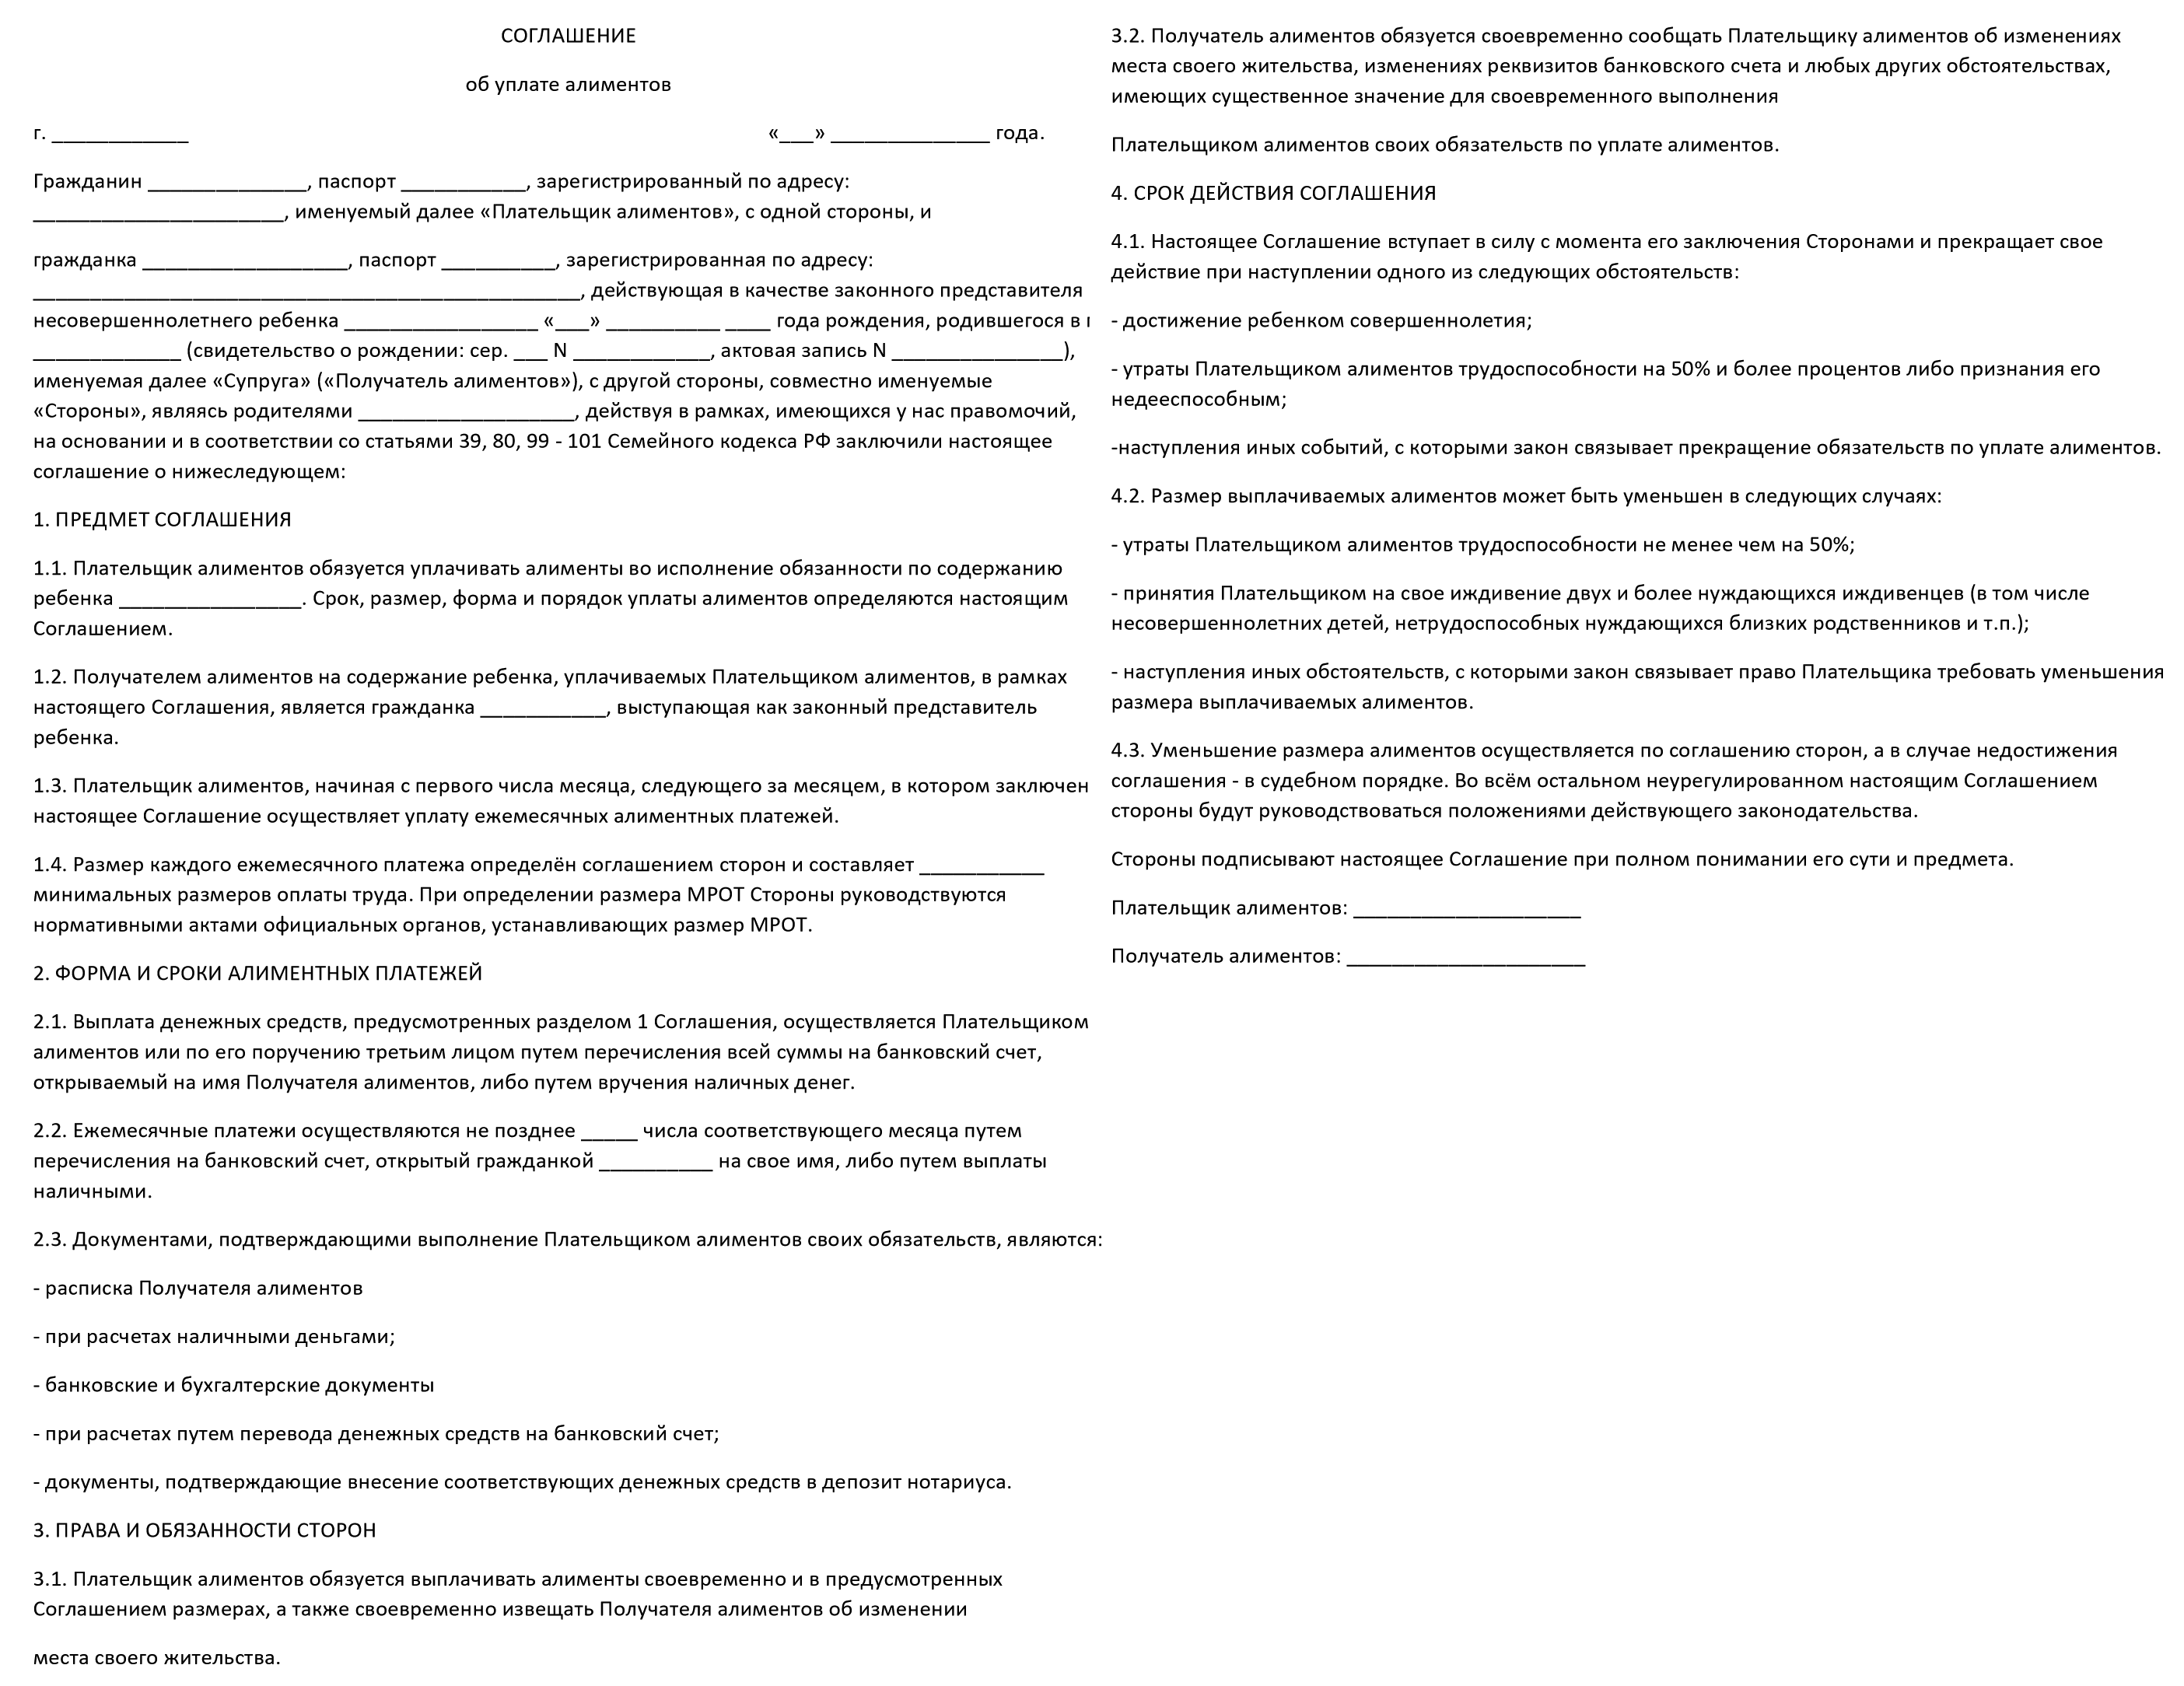 СОГЛАШЕНИЕ
об уплате алиментов
г. ____________ «___» ______________ года.
Гражданин ______________, паспорт ___________, зарегистрированный по адресу:
______________________, именуемый далее «Плательщик алиментов», с одной стороны, и
гражданка __________________, паспорт __________, зарегистрированная по адресу:
________________________________________________, действующая в качестве законного представителя
несовершеннолетнего ребенка _________________ «___» __________ ____ года рождения, родившегося в
_____________ (свидетельство о рождении: сер. ___ N ____________, актовая запись N _______________),
именуемая далее «Супруга» («Получатель алиментов»), с другой стороны, совместно именуемые
«Стороны», являясь родителями ___________________, действуя в рамках, имеющихся у нас правомочий,
на основании и в соответствии со статьями 39, 80, 99 - 101 Семейного кодекса РФ заключили настоящее
соглашение о нижеследующем:
1. ПРЕДМЕТ СОГЛАШЕНИЯ
1.1. Плательщик алиментов обязуется уплачивать алименты во исполнение обязанности по содержанию
ребенка ________________. Срок, размер, форма и порядок уплаты алиментов определяются настоящим
Соглашением.
1.2. Получателем алиментов на содержание ребенка, уплачиваемых Плательщиком алиментов, в рамках
настоящего Соглашения, является гражданка ___________, выступающая как законный представитель
ребенка.
1.3. Плательщик алиментов, начиная с первого числа месяца, следующего за месяцем, в котором заключен
настоящее Соглашение осуществляет уплату ежемесячных алиментных платежей.
1.4. Размер каждого ежемесячного платежа определён соглашением сторон и составляет ___________
минимальных размеров оплаты труда. При определении размера МРОТ Стороны руководствуются
нормативными актами официальных органов, устанавливающих размер МРОТ.
2. ФОРМА И СРОКИ АЛИМЕНТНЫХ ПЛАТЕЖЕЙ
2.1. Выплата денежных средств, предусмотренных разделом 1 Соглашения, осуществляется Плательщиком
алиментов или по его поручению третьим лицом путем перечисления всей суммы на банковский счет,
открываемый на имя Получателя алиментов, либо путем вручения наличных денег.
2.2. Ежемесячные платежи осуществляются не позднее _____ числа соответствующего месяца путем
перечисления на банковский счет, открытый гражданкой __________ на свое имя, либо путем выплаты
наличными.
2.3. Документами, подтверждающими выполнение Плательщиком алиментов своих обязательств, являются:
- расписка Получателя алиментов
- при расчетах наличными деньгами;
- банковские и бухгалтерские документы
- при расчетах путем перевода денежных средств на банковский счет;
- документы, подтверждающие внесение соответствующих денежных средств в депозит нотариуса.
3. ПРАВА И ОБЯЗАННОСТИ СТОРОН
3.1. Плательщик алиментов обязуется выплачивать алименты своевременно и в предусмотренных
Соглашением размерах, а также своевременно извещать Получателя алиментов об изменении
места своего жительства.
3.2. Получатель алиментов обязуется своевременно сообщать Плательщику алиментов об изменениях
места своего жительства, изменениях реквизитов банковского счета и любых других обстоятельствах,
имеющих существенное значение для своевременного выполнения
Плательщиком алиментов своих обязательств по уплате алиментов.
4. СРОК ДЕЙСТВИЯ СОГЛАШЕНИЯ
4.1. Настоящее Соглашение вступает в силу с момента его заключения Сторонами и прекращает свое
действие при наступлении одного из следующих обстоятельств:
- достижение ребенком совершеннолетия;
- утраты Плательщиком алиментов трудоспособности на 50% и более процентов либо признания его
недееспособным;
-наступления иных событий, с которыми закон связывает прекращение обязательств по уплате алиментов.
4.2. Размер выплачиваемых алиментов может быть уменьшен в следующих случаях:
- утраты Плательщиком алиментов трудоспособности не менее чем на 50%;
- принятия Плательщиком на свое иждивение двух и более нуждающихся иждивенцев (в том числе
несовершеннолетних детей, нетрудоспособных нуждающихся близких родственников и т.п.);
- наступления иных обстоятельств, с которыми закон связывает право Плательщика требовать уменьшения
размера выплачиваемых алиментов.
4.3. Уменьшение размера алиментов осуществляется по соглашению сторон, а в случае недостижения
соглашения - в судебном порядке. Во всём остальном неурегулированном настоящим Соглашением
стороны будут руководствоваться положениями действующего законодательства.
Стороны подписывают настоящее Соглашение при полном понимании его сути и предмета.
Плательщик алиментов: ____________________
Получатель алиментов: _____________________